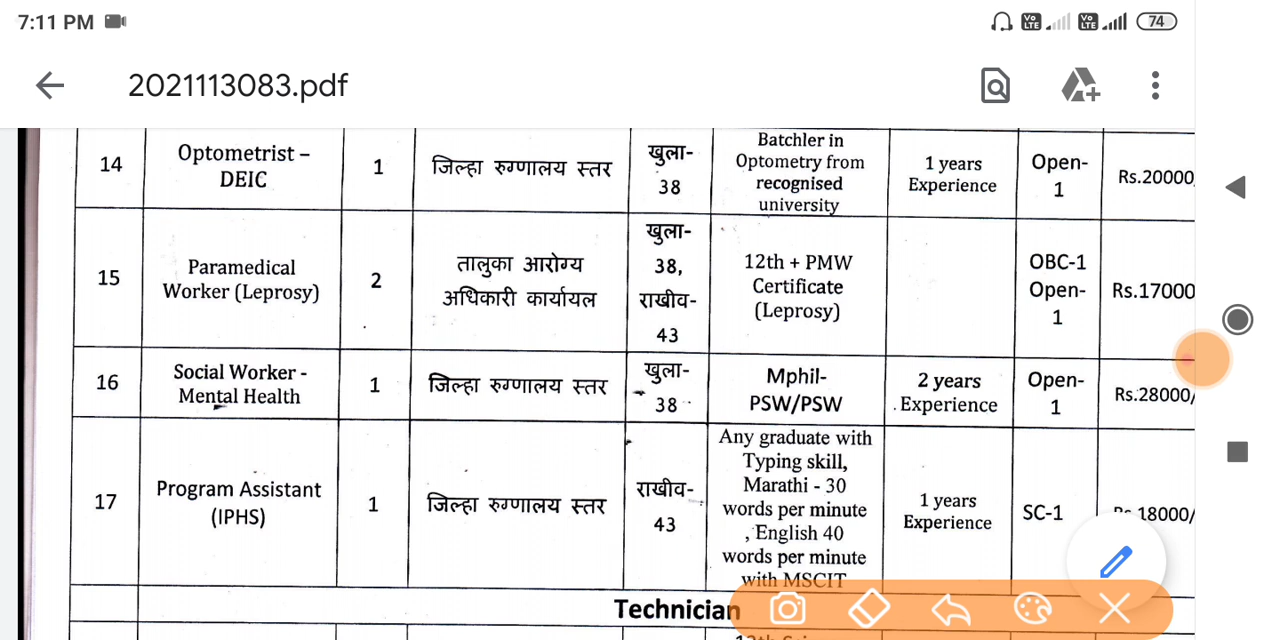 7:11 PM
74
2021113083.pdf
14
Optometrist –
DEIC
1
जिल्हा रुग्णालय स्तर
खुला-
38
Batchler in
Optometry from
recognised
university
1 years
Experience
Open-
1
Rs.20000
15
Paramedical
Worker (Leprosy)
2
तालुका आरोग्य
अधिकारी कार्यायल
खुला-
38,
राखीव-
43
12th + PMW
Certificate
(Leprosy)
OBC-1
Open-
1
Rs.17000
16
Social Worker -
Mental Health
1
जिल्हा रुग्णालय स्तर
खुला-
38
Mphil-
PSW/PSW
2 years
Experience
Open-
1
Rs.28000/
17
Program Assistant
(IPHS)
1
जिल्हा रुग्णालय स्तर
राखीव-
43
Any graduate with
Typing skill,
Marathi - 30
words per minute
, English 40
words per minute
with MSCIT
1 years
Experience
SC-1
18000/
Technician